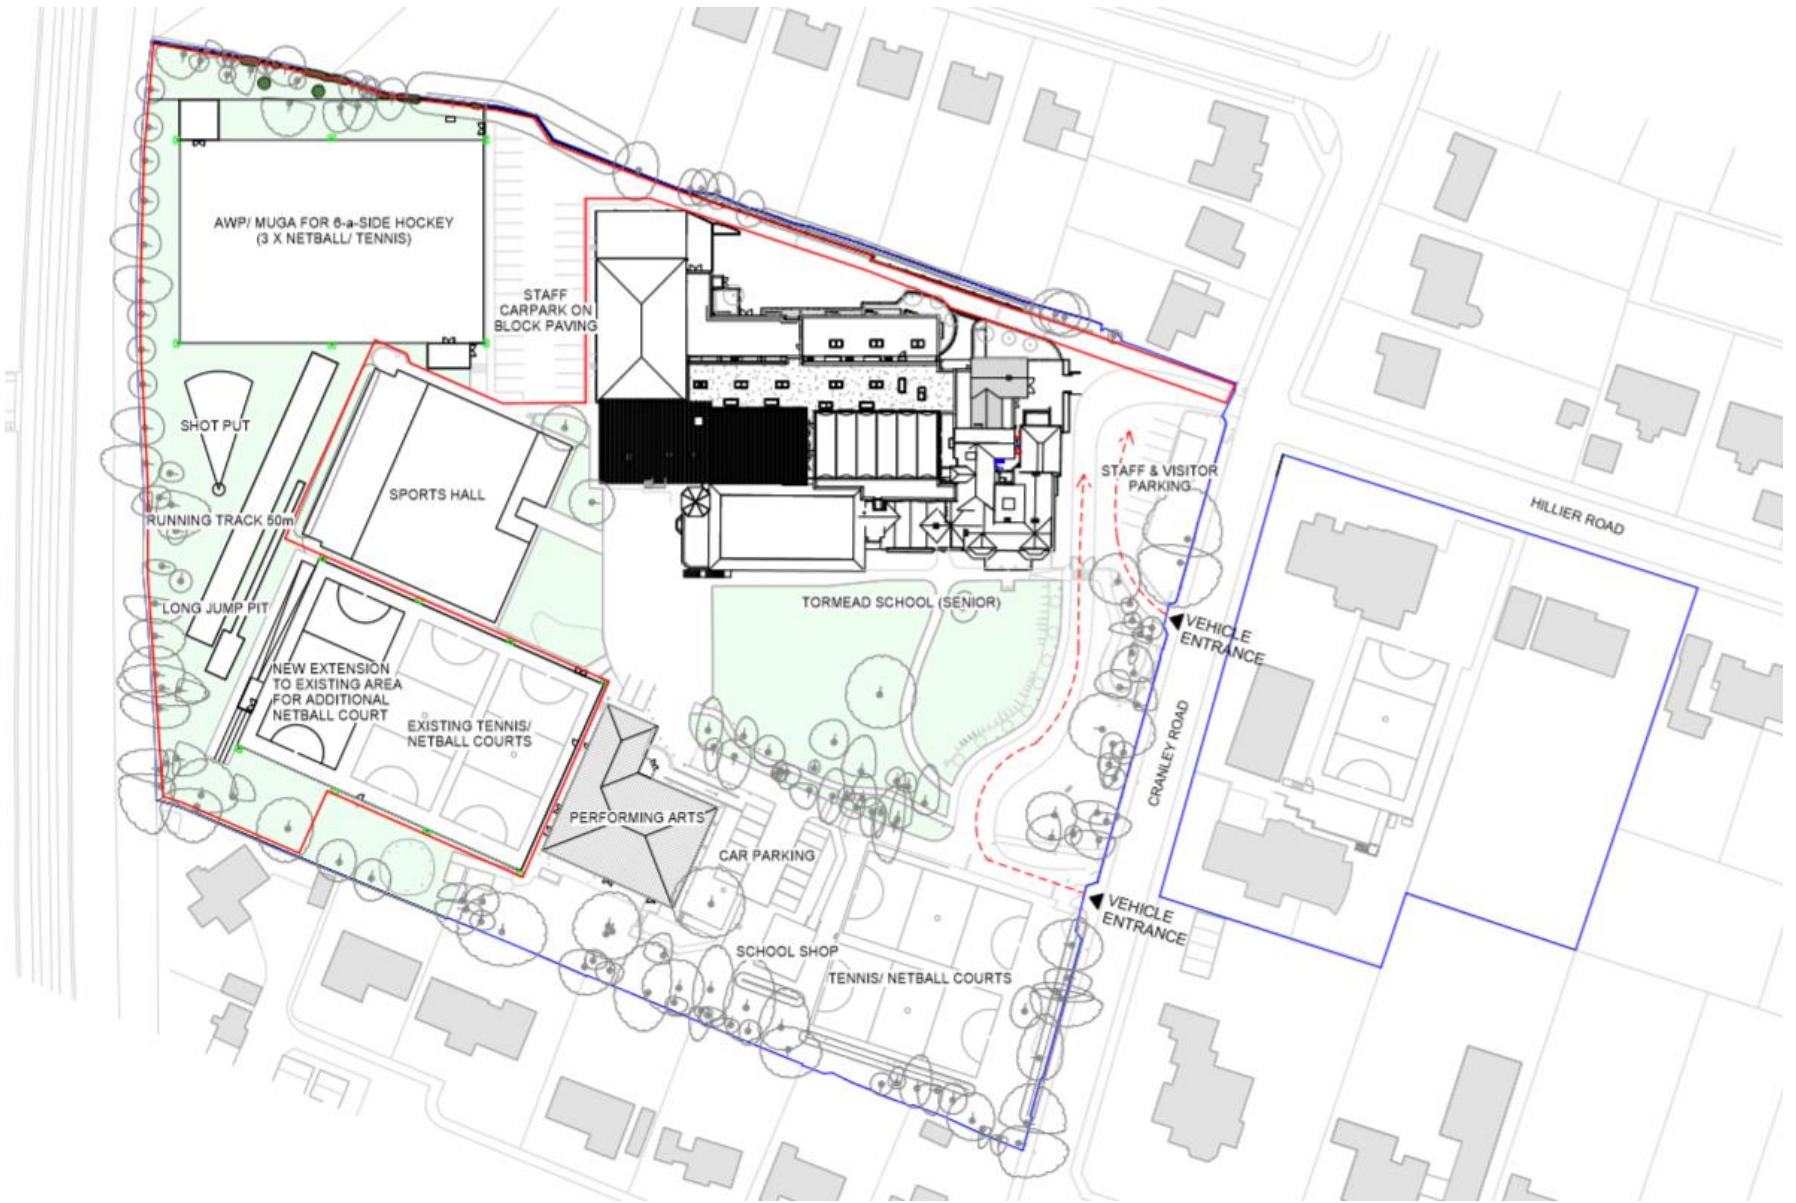 AWP/ MUGA FOR 6-a-SIDE HOCKEY
(3 X NETBALL/ TENNIS)
STAFF
CARPARK ON
BLOCK PAVING
SHOT PUT
SPORTS HALL
RUNNING TRACK 50m
LONG JUMP PIT
NEW EXTENSION
TO EXISTING AREA
FOR ADDITIONAL
NETBALL COURT
EXISTING TENNIS/
NETBALL COURTS
TORMEAD SCHOOL (SENIOR)
STAFF & VISITOR
PARKING
HILLIER ROAD
VEHICLE
ENTRANCE
CRANLEY ROAD
PERFORMING ARTS
CAR PARKING
VEHICLE
ENTRANCE
SCHOOL SHOP
TENNIS/ NETBALL COURTS